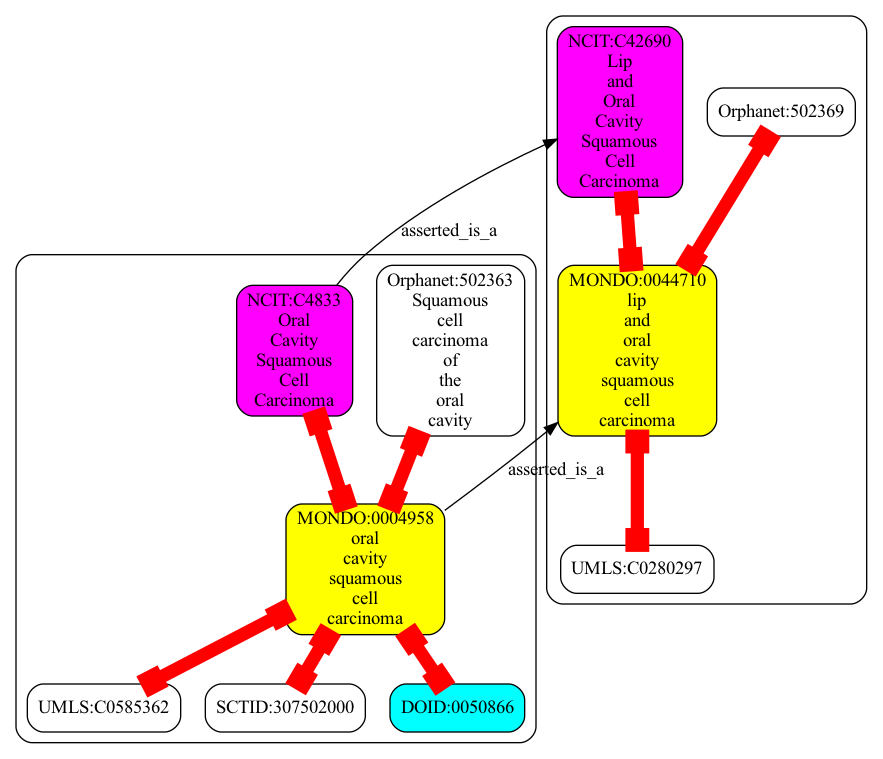 NCIT:C42690
Lip
and
Oral
Cavity
Squamous
Cell
Carcinoma
Orphanet:502369
asserted_is_a
NCIT:C4833
Oral
Cavity
Squamous
Cell
Carcinoma
Orphanet:502363
Squamous
cell
carcinoma
of
the
oral
cavity
MONDO:0044710
lip
and
oral
cavity
squamous
cell
carcinoma
asserted_is_a
MONDO:0004958
oral
cavity
squamous
cell
carcinoma
UMLS:C0280297
UMLS:C0585362
SCTID:307502000
DOID:0050866